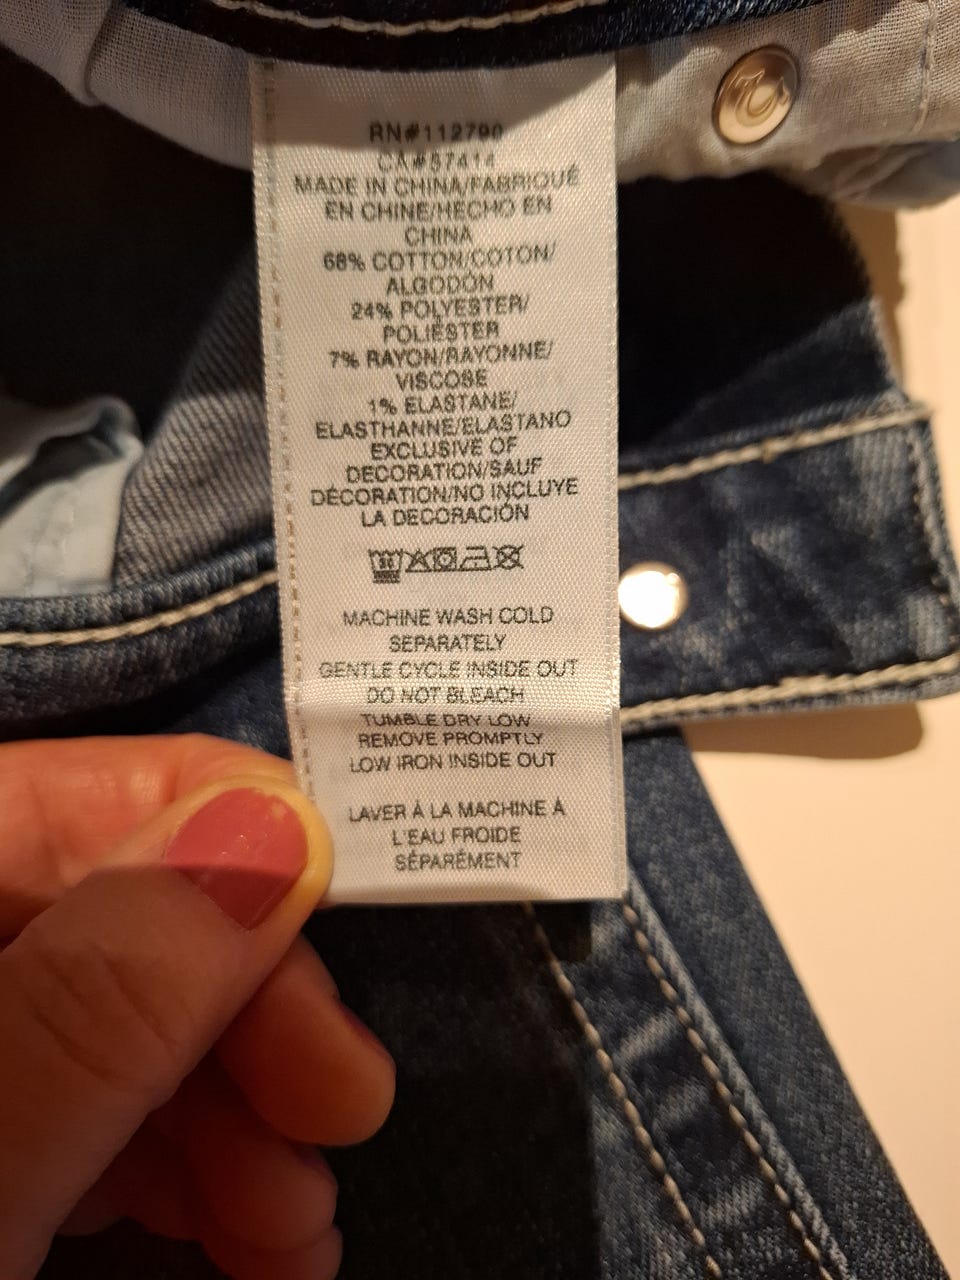 RN#112790
CA#57414
MADE IN CHINA/FABRIQUÉ
EN CHINE/HECHO EN
CHINA
68% COTTON/COTON/
ALGODÓN
24% POLYESTER/
POLIÉSTER
7% RAYON/RAYONNE/
VISCOSE
1% ELASTANE/
ELASTHANNE/ELASTANO
EXCLUSIVE OF
DECORATION/SAUF
DÉCORATION/NO INCLUYE
LA DECORACIÓN
MACHINE WASH COLD
SEPARATELY
GENTLE CYCLE INSIDE OUT
DO NOT BLEACH
TUMBLE DRY LOW
REMOVE PROMPTLY
LOW IRON INSIDE OUT
LAVER À LA MACHINE À
L'EAU FROIDE
SÉPARÉMENT